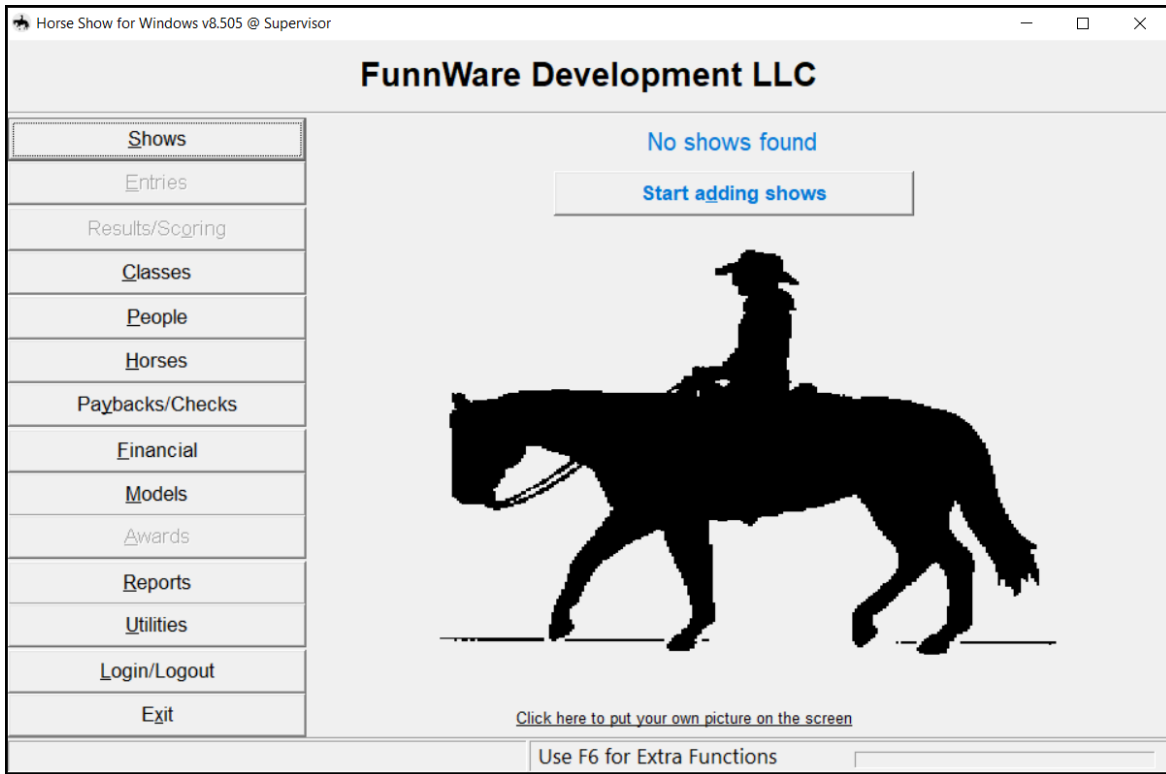 Horse Show for Windows v8.505 @ Supervisor
FunnWare Development LLC
Shows
Entries
Results/Scoring
Classes
People
Horses
Paybacks/Checks
Financial
Models
Awards
Reports
Utilities
Login/Logout
Exit
No shows found
Start adding shows
Click here to put your own picture on the screen
Use F6 for Extra Functions